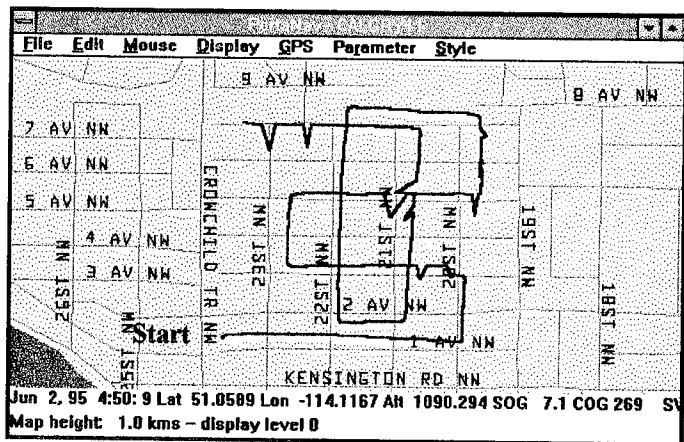 File Edit Mouse Display GPS Parameter Style
9 AV NW
8 AV NW
7 AV NW
6 AV NW
5 AV NW
4 AV NW
3 AV NW
CROWCHILD TR NW
26ST NW
25ST NW
23ST NW
22ST NW
21ST NW
20ST NW
19ST NW
18ST NW
2 AV NW
Start
1 AV NW
KENSINGTON RD NW
Jun 2, 95 4:50: 9 Lat 51.0589 Lon -114.1167 Alt 1090.294 SOG 7.1 COG 269 SV
Map height: 1.0 kms - display level 0